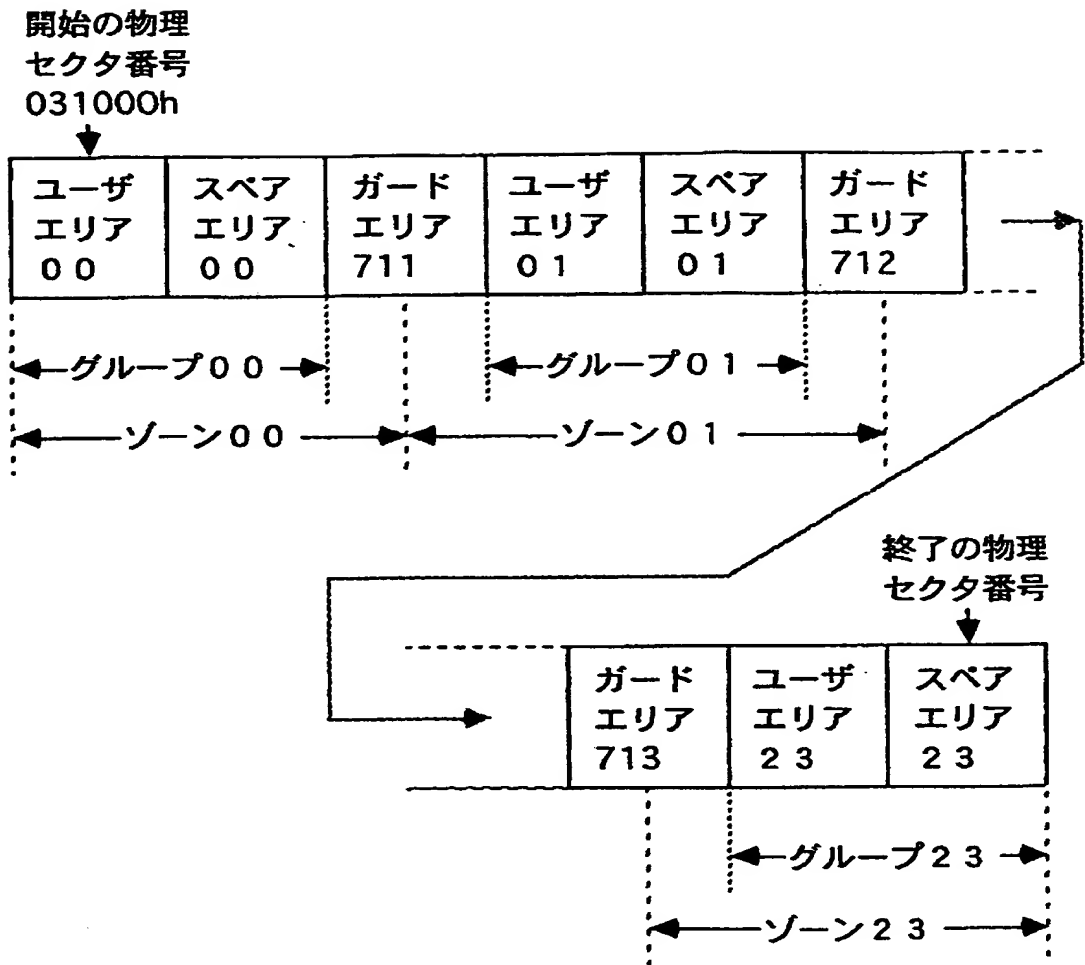 開始の物理
セクタ番号
031000h
ユーザ
エリア
00
スペア
エリア
00
ガード
エリア
711
ユーザ
エリア
01
スペア
エリア
01
ガード
エリア
712
グループ00
グループ01
ゾーン00
ゾーン01
終了の物理
セクタ番号
ガード
エリア
713
ユーザ
エリア
23
スペア
エリア
23
グループ23
ゾーン23